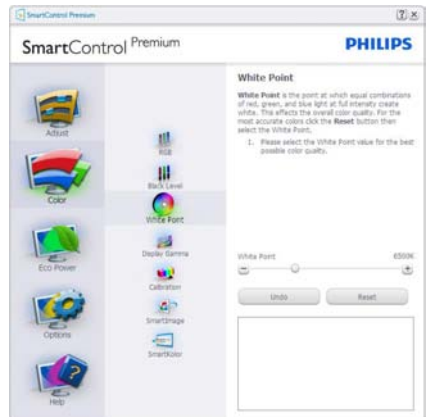 SmartControl Premium
SmartControl Premium
PHILIPS
Adjust
Color
Eco Power
Options
Help
RGB
Black Level
White Point
Display Gamma
Calibration
SmartImage
SmartKolor
White Point
White Point is the point at which equal combinations
of red, green, and blue light at full intensity create
white. This effects the overall color quality. For the
most accurate colors click the Reset button then
select the White Point.
1. Please select the White Point value for the best
possible color quality.
White Point 6500K
Undo Reset